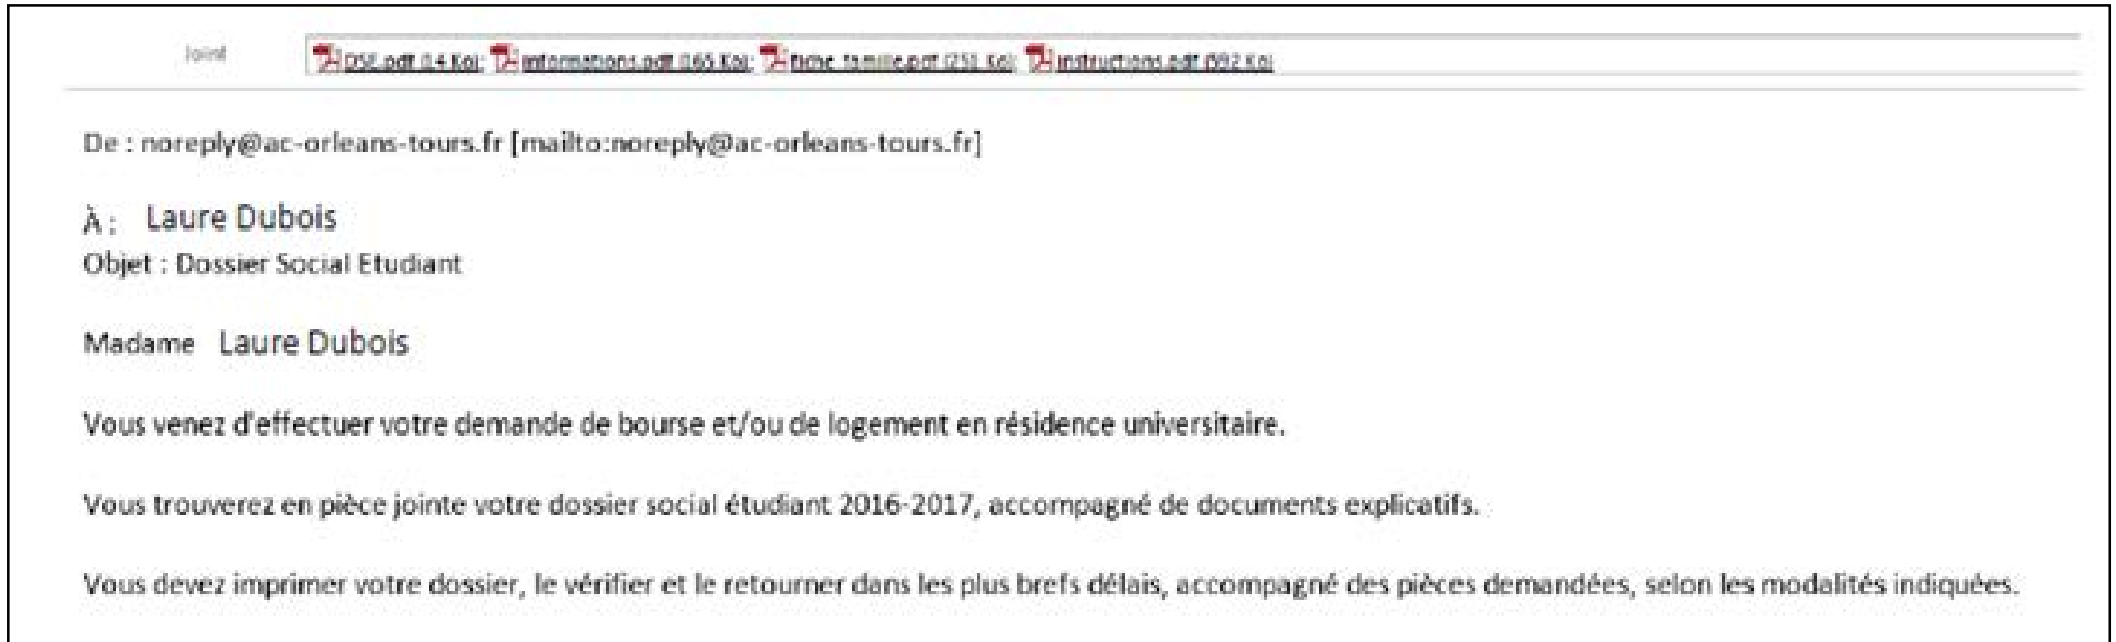 Joint DSE.pdf (14 Ko); informations.pdf (165 Ko); fiche_famille.pdf (251 Ko); instructions.pdf (592 Ko)
De : noreply@ac-orleans-tours.fr [mailto:noreply@ac-orleans-tours.fr]
À : Laure Dubois
Objet : Dossier Social Etudiant
Madame Laure Dubois
Vous venez d'effectuer votre demande de bourse et/ou de logement en résidence universitaire.
Vous trouverez en pièce jointe votre dossier social étudiant 2016-2017, accompagné de documents explicatifs.
Vous devez imprimer votre dossier, le vérifier et le retourner dans les plus brefs délais, accompagné des pièces demandées, selon les modalités indiquées.